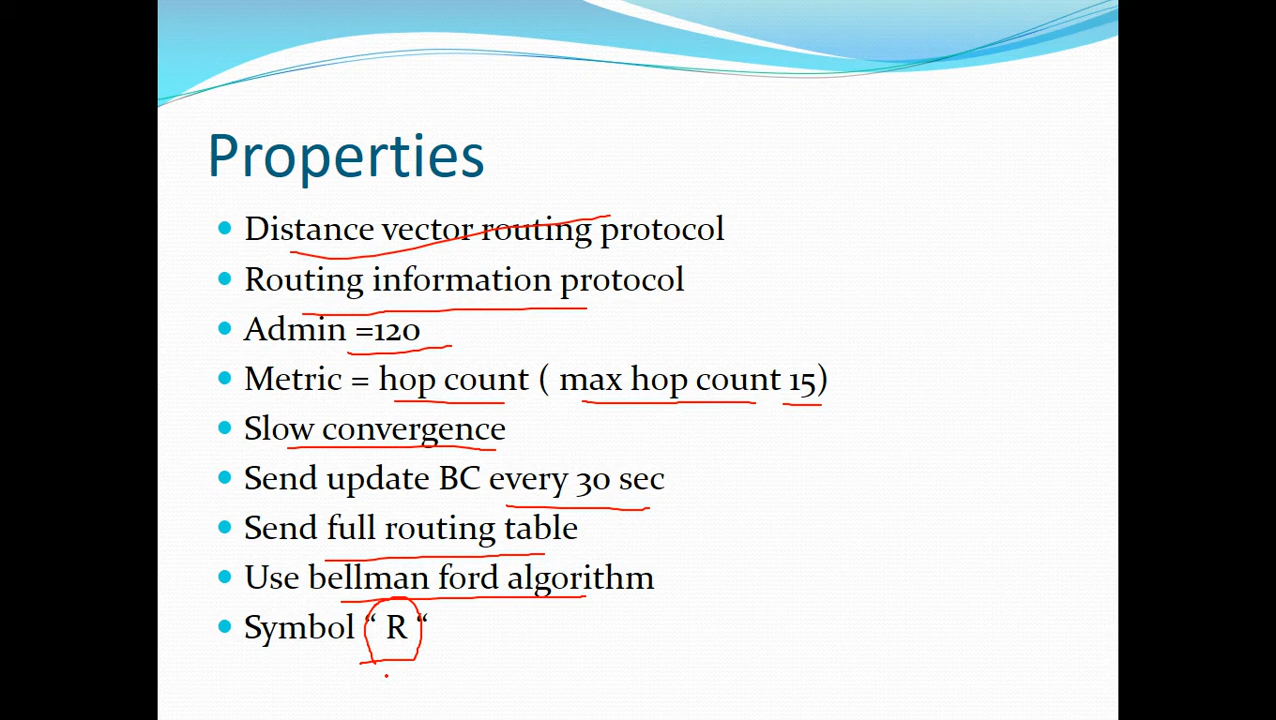 Properties
Distance vector routing protocol
Routing information protocol
Admin =120
Metric = hop count ( max hop count 15)
Slow convergence
Send update BC every 30 sec
Send full routing table
Use bellman ford algorithm
Symbol “ R “